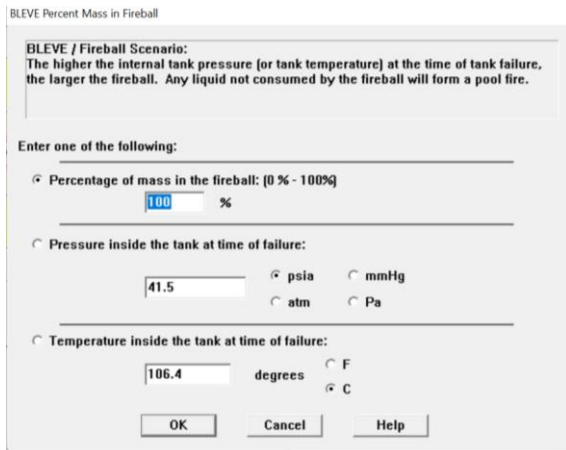 BLEVE Percent Mass in Fireball
BLEVE / Fireball Scenario:
The higher the internal tank pressure (or tank temperature) at the time of tank failure,
the larger the fireball. Any liquid not consumed by the fireball will form a pool fire.
Enter one of the following:
Percentage of mass in the fireball: (0 % - 100%)
100 %
Pressure inside the tank at time of failure:
41.5 psia mmHg
atm Pa
Temperature inside the tank at time of failure:
106.4 degrees F
C
OK Cancel Help